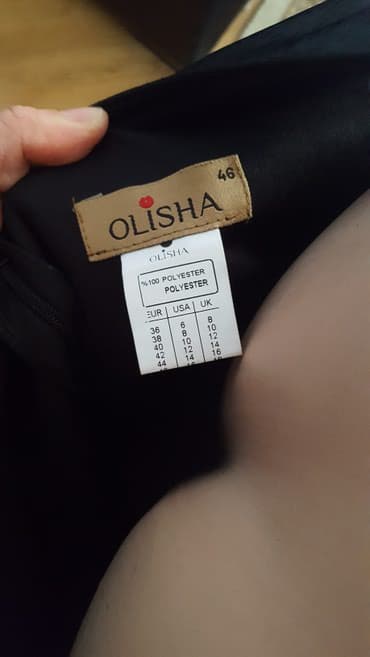 46
OLiSHA
OLiSHA
%100 POLYESTER
POLYESTER
EUR USA UK
36 6 8
38 8 10
40 10 12
42 12 14
44 14 16